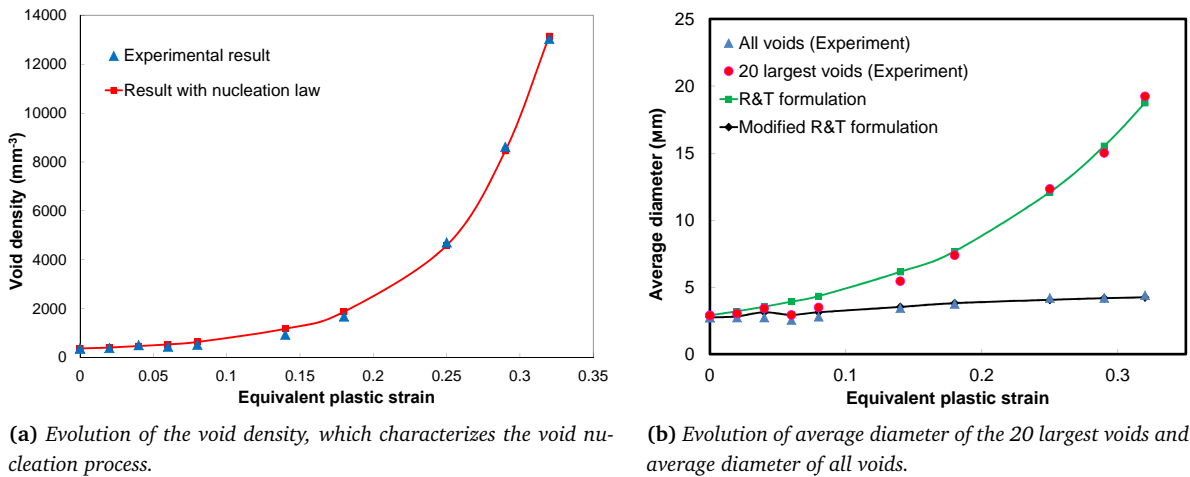 14000
12000
10000
8000
6000
4000
2000
0
Void density (mm-3)
Experimental result
Result with nucleation law
0
0.05
0.1
0.15
0.2
0.25
0.3
0.35
Equivalent plastic strain
(a) Evolution of the void density, which characterizes the void nu-
cleation process.
25
20
15
10
5
0
Average diameter (мm)
All voids (Experiment)
20 largest voids (Experiment)
R&T formulation
Modified R&T formulation
0
0.1
0.2
0.3
Equivalent plastic strain
(b) Evolution of average diameter of the 20 largest voids and
average diameter of all voids.